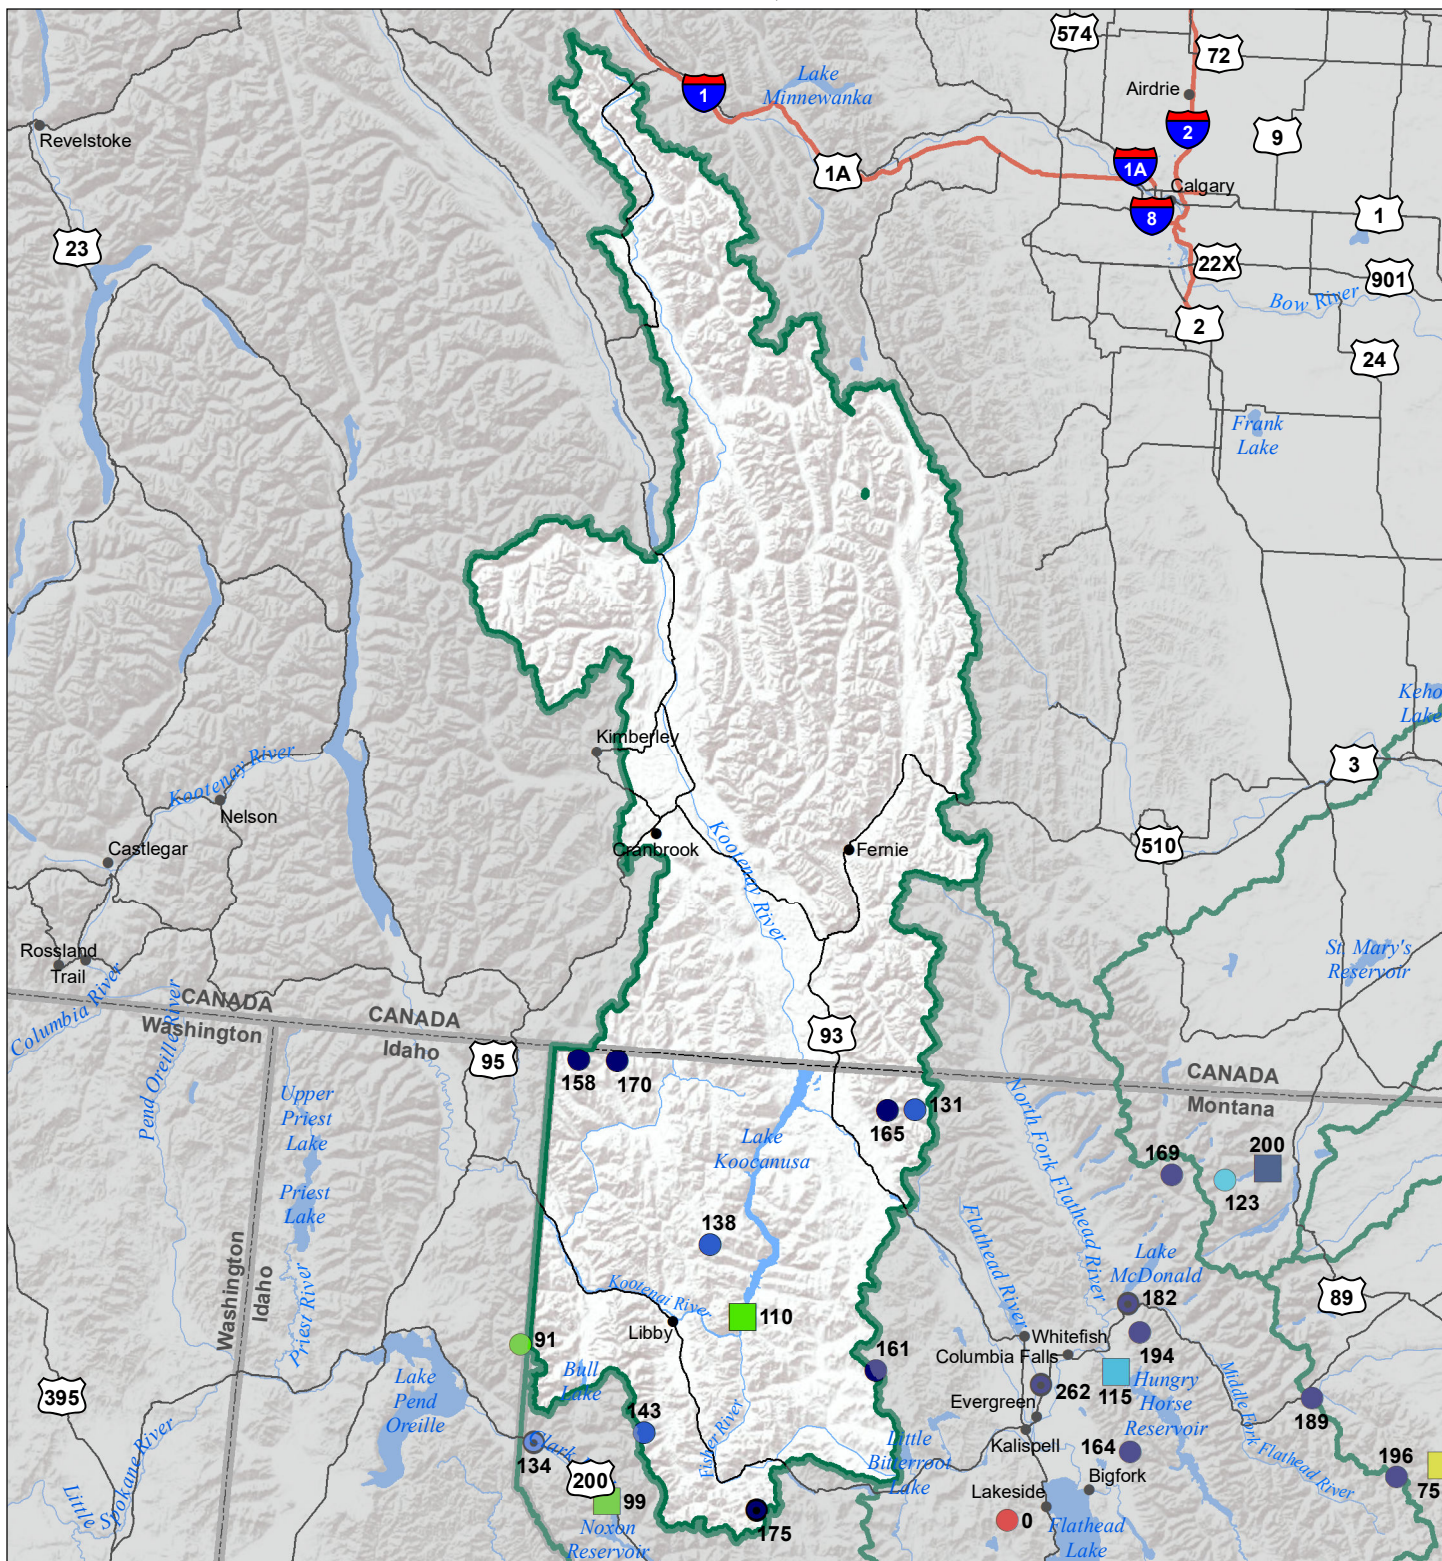 574
72
Lake
Minnewanka
Airdrie
1
2
9
Revelstoke
1A
1A
Calgary
8
1
23
22X
901
Bow River
2
24
Frank
Lake
Keho
Lake
Kimberley
3
Kootenay River
Nelson
Castlegar
Cranbrook
Kootenay River
Fernie
510
Rossland
Trail
St. Mary's
Reservoir
Columbia River
Pend Oreille River
CANADA
Washington
CANADA
Idaho
95
93
CANADA
Montana
158
170
Upper
Priest
Lake
165
131
North Fork Flathead River
Lake
Koocanusa
169
200
123
Priest
Lake
138
Flathead River
Lake
McDonald
Washington
Idaho
Priest River
Kootenai River
110
Libby
182
89
Whitefish
194
91
Bull
Lake
161
Columbia Falls
115
Hungry
Horse
Reservoir
262
Middle Fork Flathead River
395
Lake
Pend
Oreille
Evergreen
189
143
Fisher River
Little
Bitterroot
Lake
Kalispell
164
Clark
134
200
99
Noxon
Reservoir
Little
Spokane River
Bigfork
196
75
Lakeside
0
Flathead
Lake
175